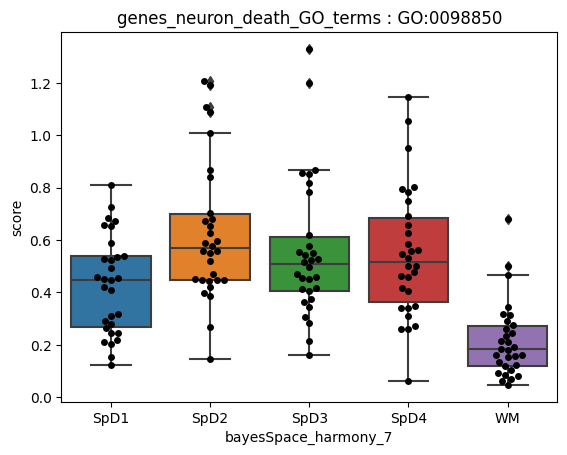 genes_neuron_death_GO_terms : GO:0098850
score
1.2
1.0
0.8
0.6
0.4
0.2
0.0
SpD1 SpD2 SpD3 SpD4 WM
bayesSpace_harmony_7